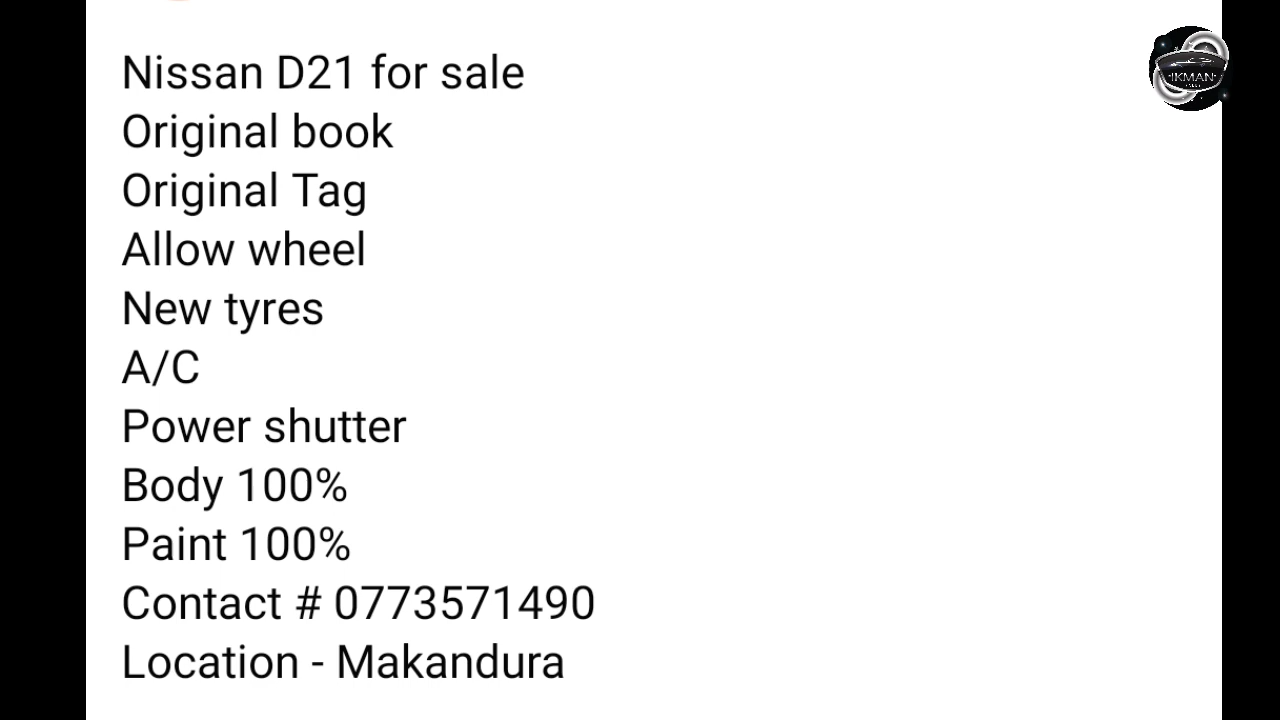 Nissan D21 for sale
Original book
Original Tag
Allow wheel
New tyres
A/C
Power shutter
Body 100%
Paint 100%
Contact # 0773571490
Location - Makandura
IKMAN